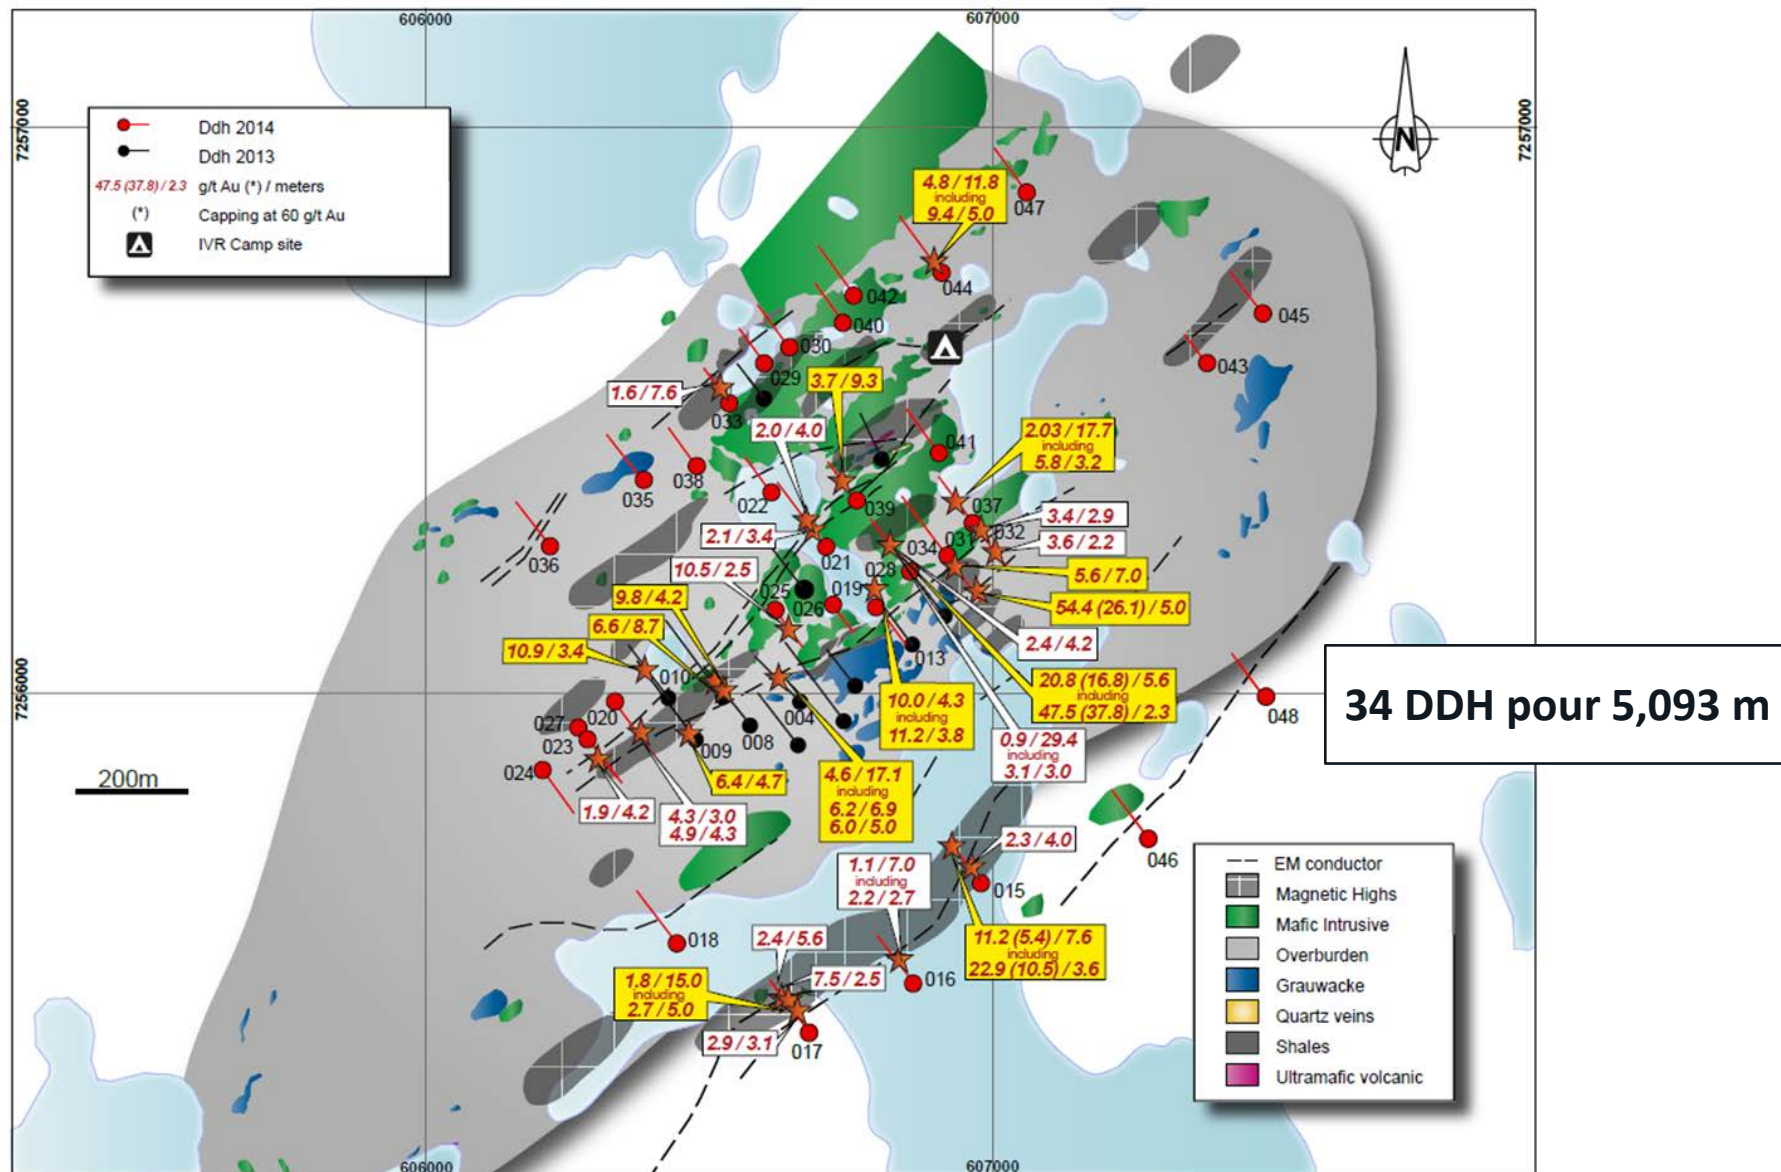 606000
607000
7257000
7257000
Ddh 2014
Ddh 2013
47.5 (37.8) / 2.3 g/t Au (*) / meters
(*) Capping at 60 g/t Au
IVR Camp site
N
4.8 / 11.8
including
9.4 / 5.0
047
044
042
040
045
030
043
029
1.6 / 7.6
033
3.7 / 9.3
2.0 / 4.0
041
2.03 / 17.7
including
5.8 / 3.2
038
035
022
039
037
3.4 / 2.9
032
3.6 / 2.2
2.1 / 3.4
036
021
034
031
10.5 / 2.5
028
5.6 / 7.0
9.8 / 4.2
025
026
019
54.4 (26.1) / 5.0
6.6 / 8.7
2.4 / 4.2
10.9 / 3.4
013
010
20.8 (16.8) / 5.6
including
47.5 (37.8) / 2.3
7256000
34 DDH pour 5,093 m
10.0 / 4.3
including
11.2 / 3.8
020
004
048
027
008
0.9 / 29.4
including
3.1 / 3.0
023
009
024
200m
6.4 / 4.7
4.6 / 17.1
including
6.2 / 6.9
6.0 / 5.0
1.9 / 4.2
4.3 / 3.0
4.9 / 4.3
2.3 / 4.0
046
1.1 / 7.0
including
2.2 / 2.7
015
018
2.4 / 5.6
11.2 (5.4) / 7.6
including
22.9 (10.5) / 3.6
1.8 / 15.0
including
2.7 / 5.0
7.5 / 2.5
016
2.9 / 3.1
017
EM conductor
Magnetic Highs
Mafic Intrusive
Overburden
Grauwacke
Quartz veins
Shales
Ultramafic volcanic
606000
607000